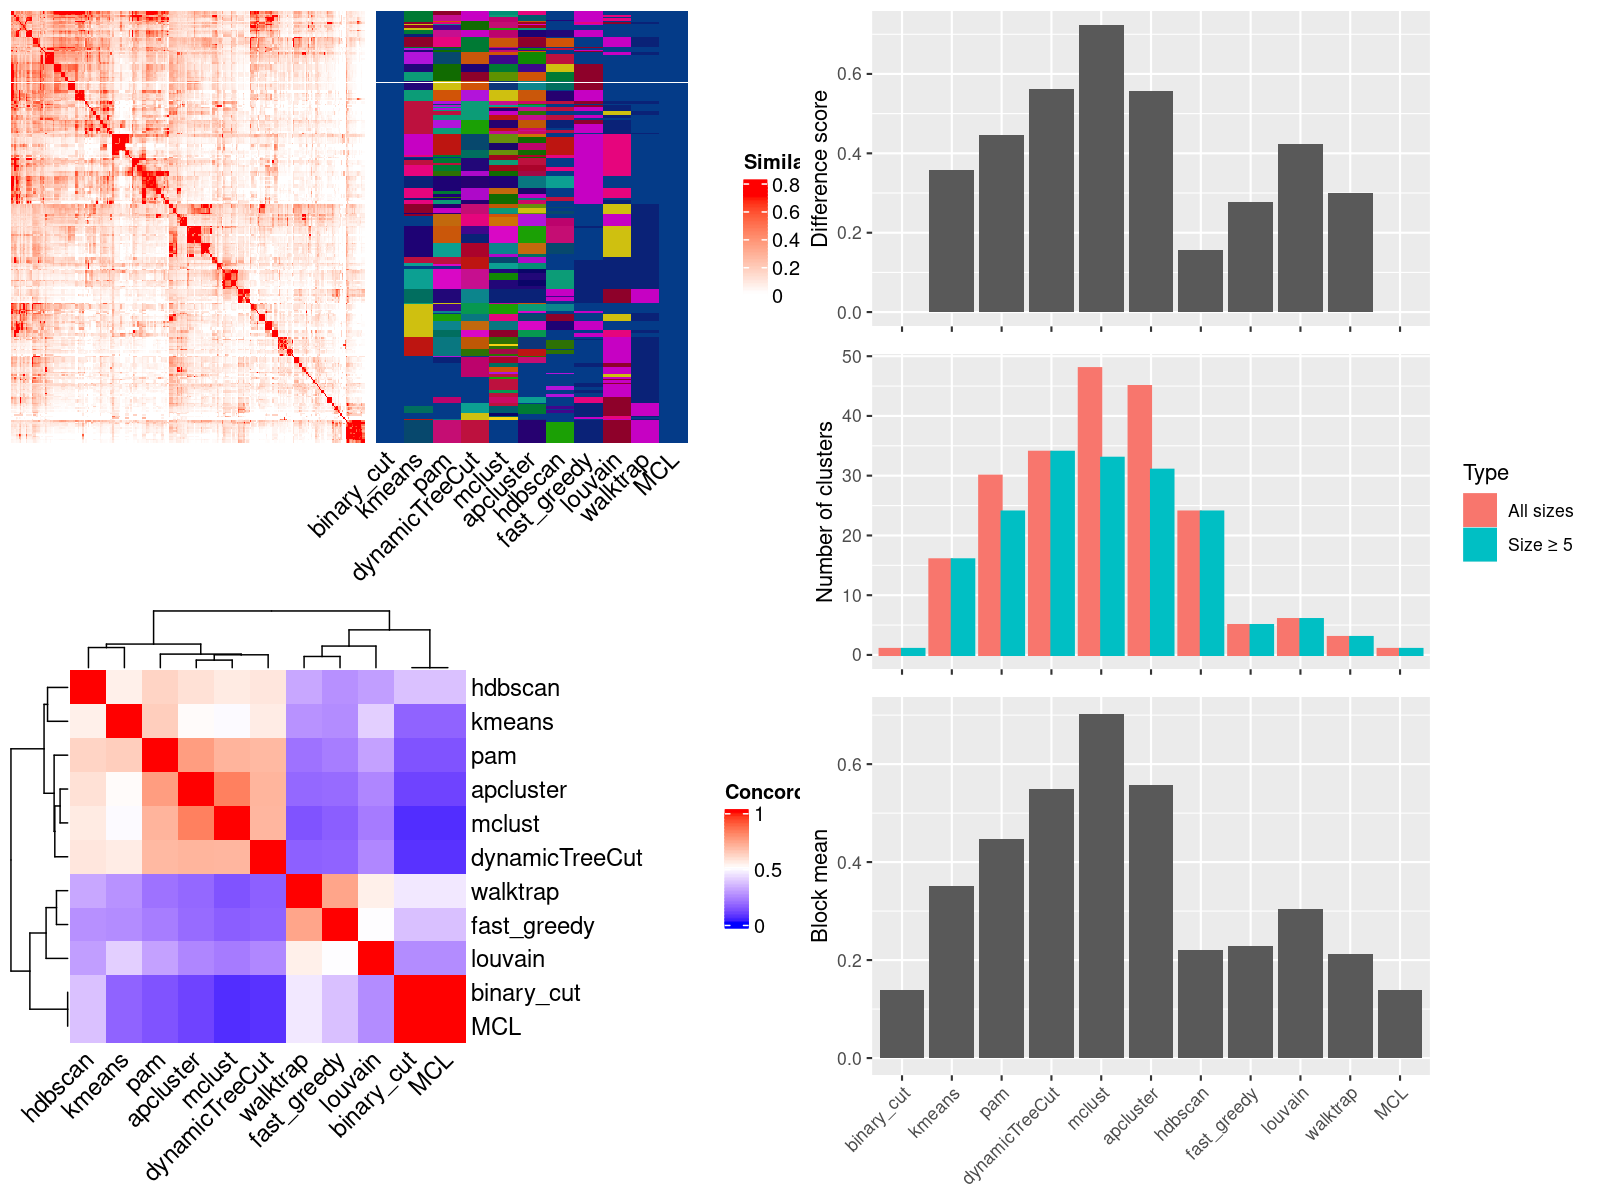 Simila
0.8
0.6
0.4
0.2
0
binary_cut
kmeans
pam
dynamicTreeCut
mclust
apcluster
hdbscan
fast_greedy
louvain
walktrap
MCL
hdbscan
kmeans
pam
apcluster
mclust
dynamicTreeCut
walktrap
fast_greedy
louvain
binary_cut
MCL
hdbscan
kmeans
pam
apcluster
mclust
dynamicTreeCut
walktrap
fast_greedy
louvain
binary_cut
MCL
Concord
1
0.5
0
Difference score
0.6
0.4
0.2
0.0
Number of clusters
50
40
30
20
10
0
Type
All sizes
Size ≥ 5
Block mean
0.6
0.4
0.2
0.0
binary_cut
kmeans
pam
dynamicTreeCut
mclust
apcluster
hdbscan
fast_greedy
louvain
walktrap
MCL